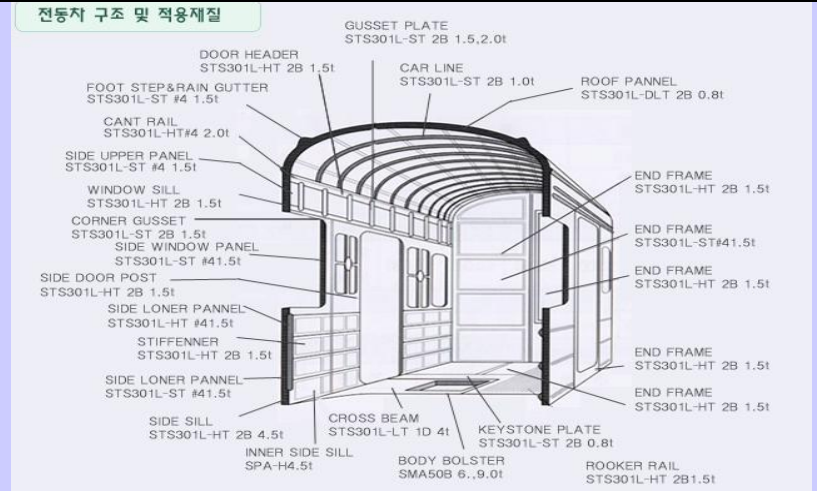 전동차 구조 및 적용재질
GUSSET PLATE
STS301L-ST 2B 1.5,2.0t
DOOR HEADER
STS301L-HT 2B 1.5t
CAR LINE
STS301L-ST 2B 1.0t
ROOF PANNEL
STS301L-DLT 2B 0.8t
FOOT STEP&RAIN GUTTER
STS301L-ST #4 1.5t
CANT RAIL
STS301L-HT#4 2.0t
SIDE UPPER PANEL
STS301L-ST #4 1.5t
WINDOW SILL
STS301L-HT 2B 1.5t
CORNER GUSSET
STS301L-ST 2B 1.5t
SIDE WINDOW PANEL
STS301L-ST #41.5t
SIDE DOOR POST
STS301L-HT 2B 1.5t
SIDE LONER PANNEL
STS301L-HT #41.5t
STIFFENNER
STS301L-HT 2B 1.5t
SIDE LONER PANNEL
STS301L-ST #41.5t
SIDE SILL
STS301L-HT 2B 4.5t
INNER SIDE SILL
SPA-H4.5t
CROSS BEAM
STS301L-LT 1D 4t
BODY BOLSTER
SMA50B 6.,9.0t
KEYSTONE PLATE
STS301L-ST 2B 0.8t
END FRAME
STS301L-HT 2B 1.5t
END FRAME
STS301L-ST#41.5t
END FRAME
STS301L-HT 2B 1.5t
END FRAME
STS301L-HT 2B 1.5t
END FRAME
STS301L-HT 2B 1.5t
ROOKER RAIL
STS301L-HT 2B1.5t